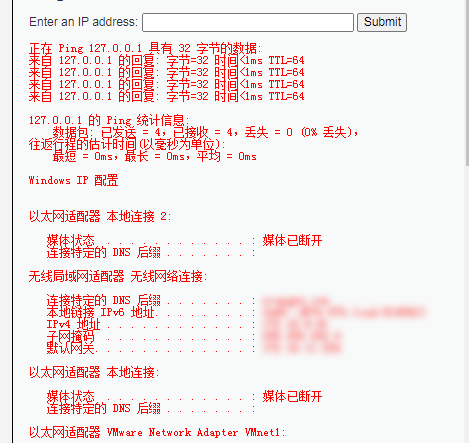 Enter an IP address: Submit
正在 Ping 127.0.0.1 具有 32 字节的数据:
来自 127.0.0.1 的回复: 字节=32 时间<1ms TTL=64
来自 127.0.0.1 的回复: 字节=32 时间<1ms TTL=64
来自 127.0.0.1 的回复: 字节=32 时间<1ms TTL=64
来自 127.0.0.1 的回复: 字节=32 时间<1ms TTL=64
127.0.0.1 的 Ping 统计信息:
数据包: 已发送 = 4，已接收 = 4，丢失 = 0 (0% 丢失)，
往返行程的估计时间(以毫秒为单位):
最短 = 0ms，最长 = 0ms，平均 = 0ms
Windows IP 配置
以太网适配器 本地连接 2:
媒体状态 . . . . . . . . . . . . : 媒体已断开
连接特定的 DNS 后缀 . . . . . . . :
无线局域网适配器 无线网络连接:
连接特定的 DNS 后缀 . . . . . . . :
本地链接 IPv6 地址. . . . . . . . :
IPv4 地址 . . . . . . . . . . . . :
子网掩码 . . . . . . . . . . . . :
默认网关. . . . . . . . . . . . . :
以太网适配器 本地连接:
媒体状态 . . . . . . . . . . . . : 媒体已断开
连接特定的 DNS 后缀 . . . . . . . :
以太网适配器 VMware Network Adapter VMnet1: